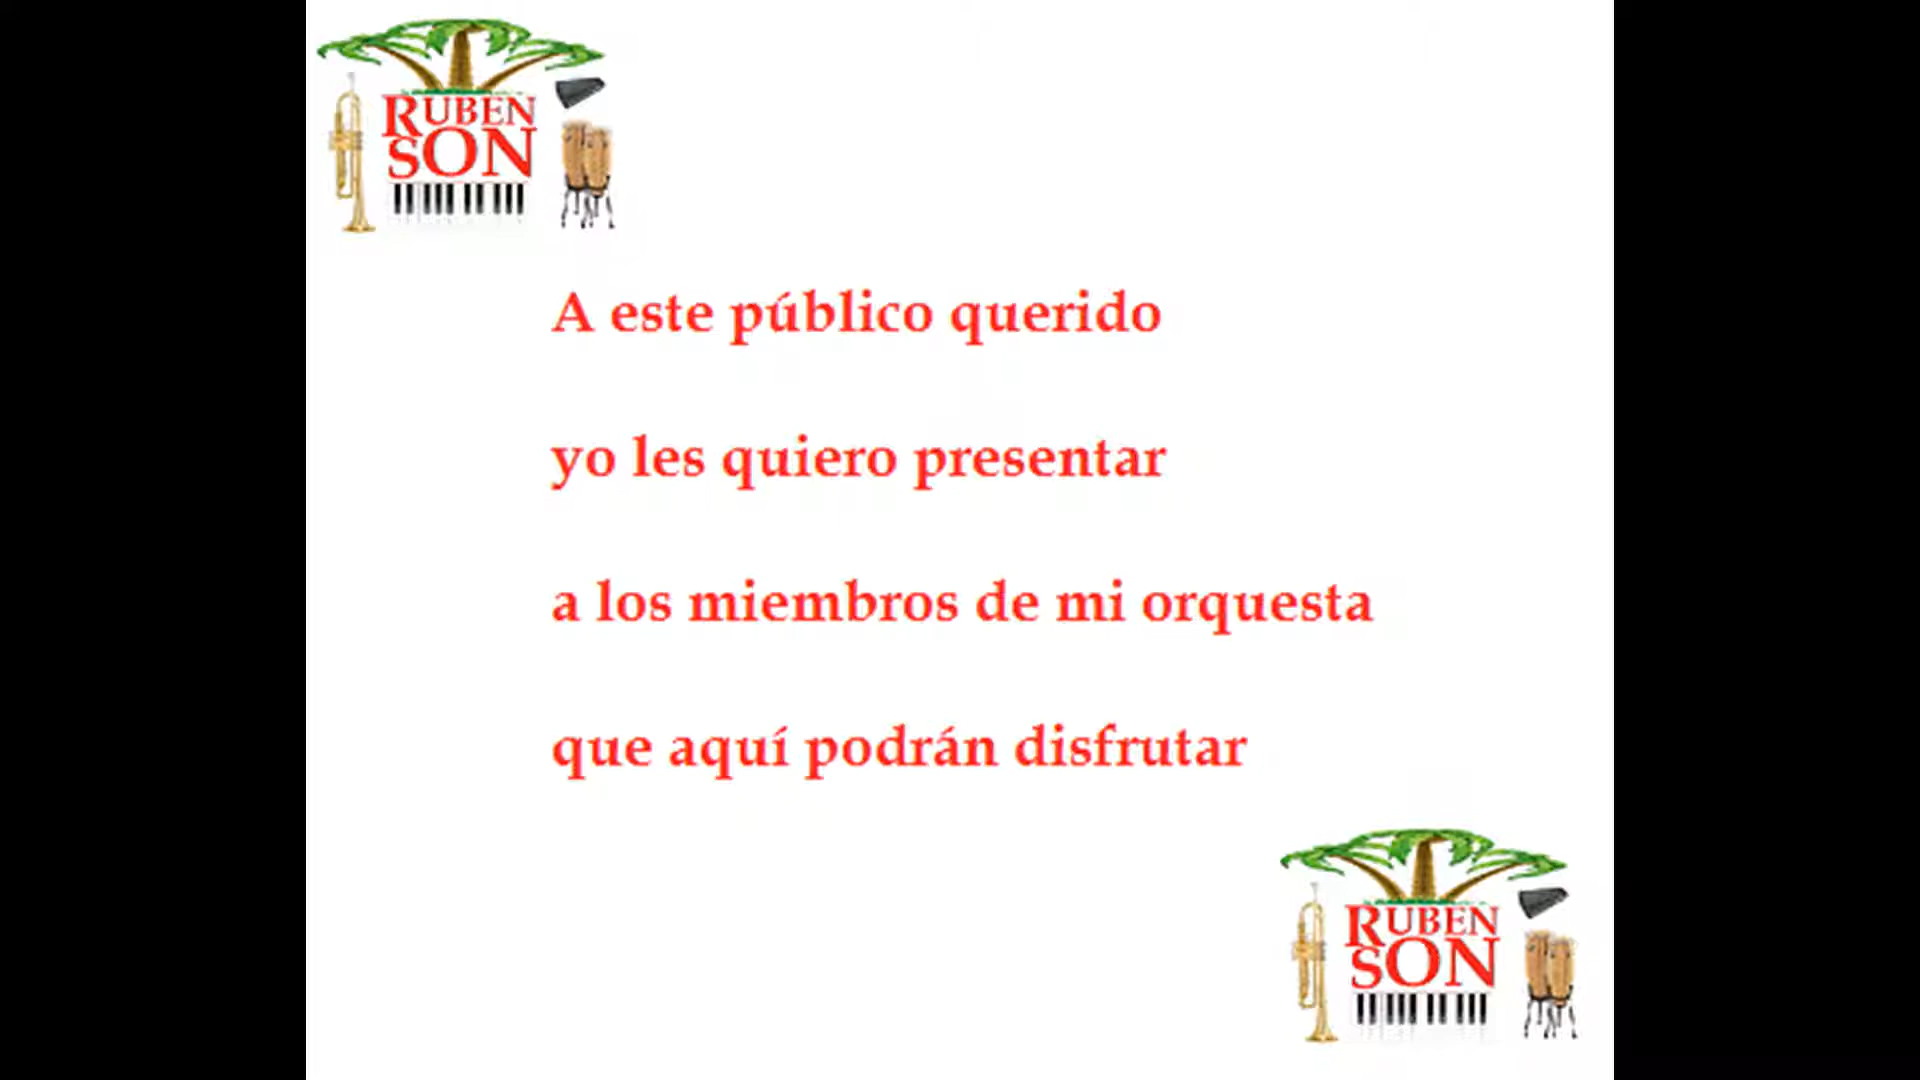 RUBEN
SON
A este público querido
yo les quiero presentar
a los miembros de mi orquesta
que aquí podrán disfrutar
RUBEN
SON